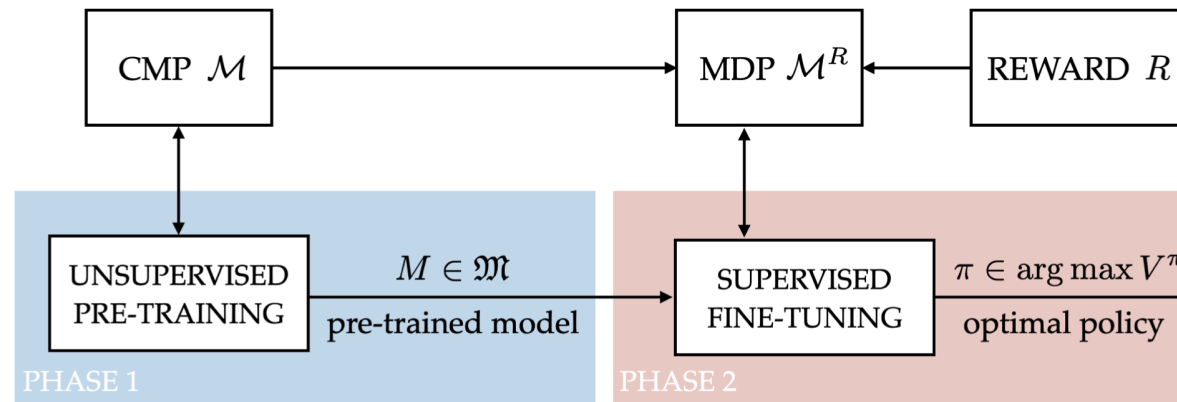 CMP ℳ
MDP ℳ^R
REWARD R
UNSUPERVISED
PRE-TRAINING
M ∈ 𝔐
pre-trained model
SUPERVISED
FINE-TUNING
π ∈ arg max V^π
optimal policy
PHASE 1
PHASE 2